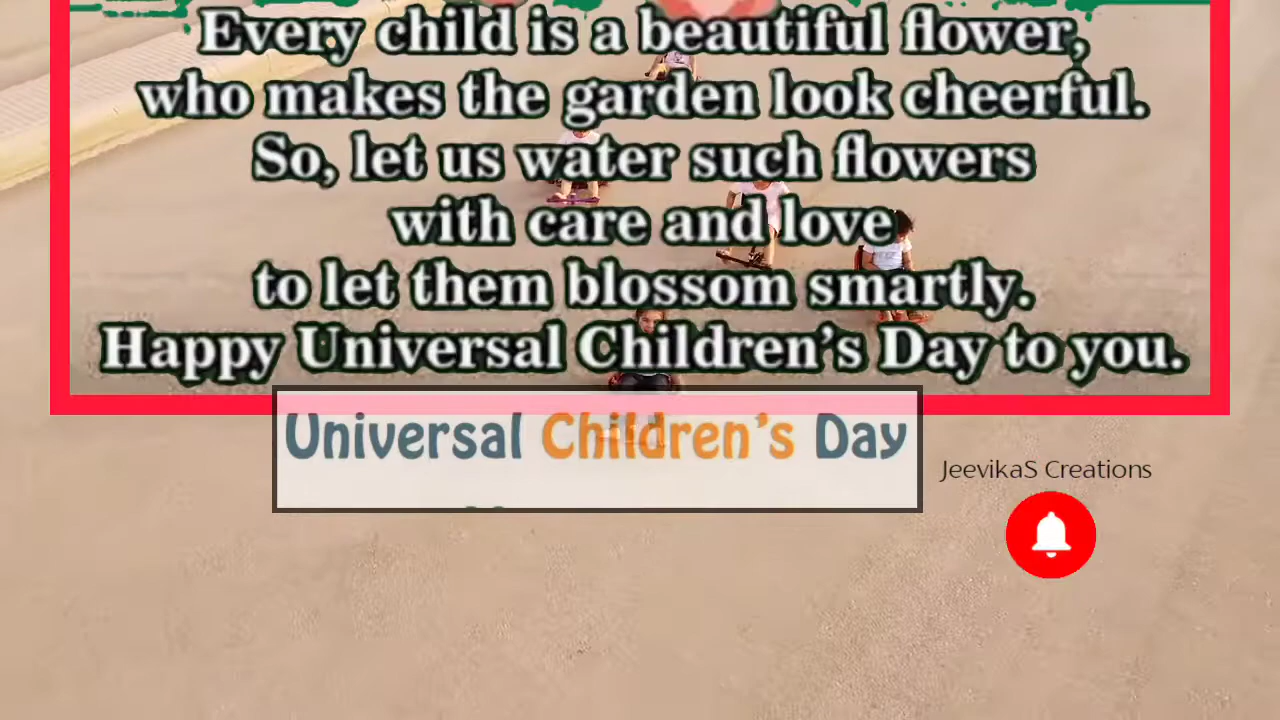 Every child is a beautiful flower,
who makes the garden look cheerful.
So, let us water such flowers
with care and love
to let them blossom smartly.
Happy Universal Children's Day to you.
Universal Children's Day
JeevikaS Creations